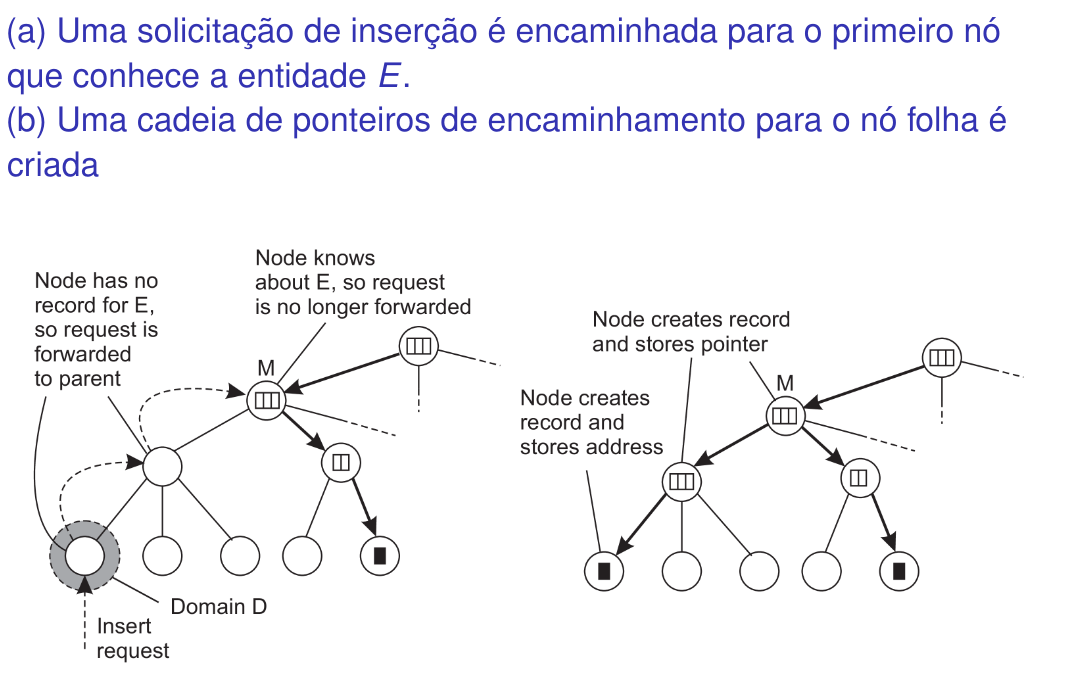 (a) Uma solicitação de inserção é encaminhada para o primeiro nó
que conhece a entidade E.
(b) Uma cadeia de ponteiros de encaminhamento para o nó folha é
criada
Node has no
record for E,
so request is
forwarded
to parent
Node knows
about E, so request
is no longer forwarded
M
Domain D
Insert
request
Node creates record
and stores pointer
M
Node creates
record and
stores address